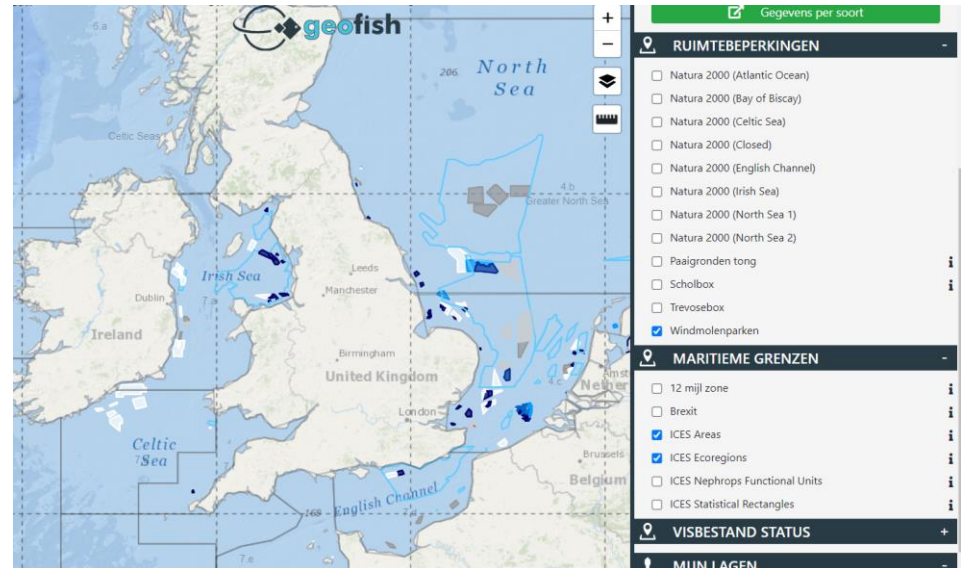 geofish
6.a
206.
North
Sea
Celtic Seas
4.b
Greater North Sea
Irish Sea
Leeds
Manchester
Dublin
7.a
Ireland
Birmingham
United Kingdom
4.c
London
Celtic
Sea
Brussels
Belgium
English Channel
7.d
7.e
+
−
Gegevens per soort
RUIMTEBEPERKINGEN -
Natura 2000 (Atlantic Ocean)
Natura 2000 (Bay of Biscay)
Natura 2000 (Celtic Sea)
Natura 2000 (Closed)
Natura 2000 (English Channel)
Natura 2000 (Irish Sea)
Natura 2000 (North Sea 1)
Natura 2000 (North Sea 2)
Paaigronden tong i
Scholbox i
Trevosebox
Windmolenparken
MARITIEME GRENZEN -
12 mijl zone i
Brexit i
ICES Areas i
ICES Ecoregions i
ICES Nephrops Functional Units i
ICES Statistical Rectangles i
VISBESTAND STATUS +
MIJN LAGEN -